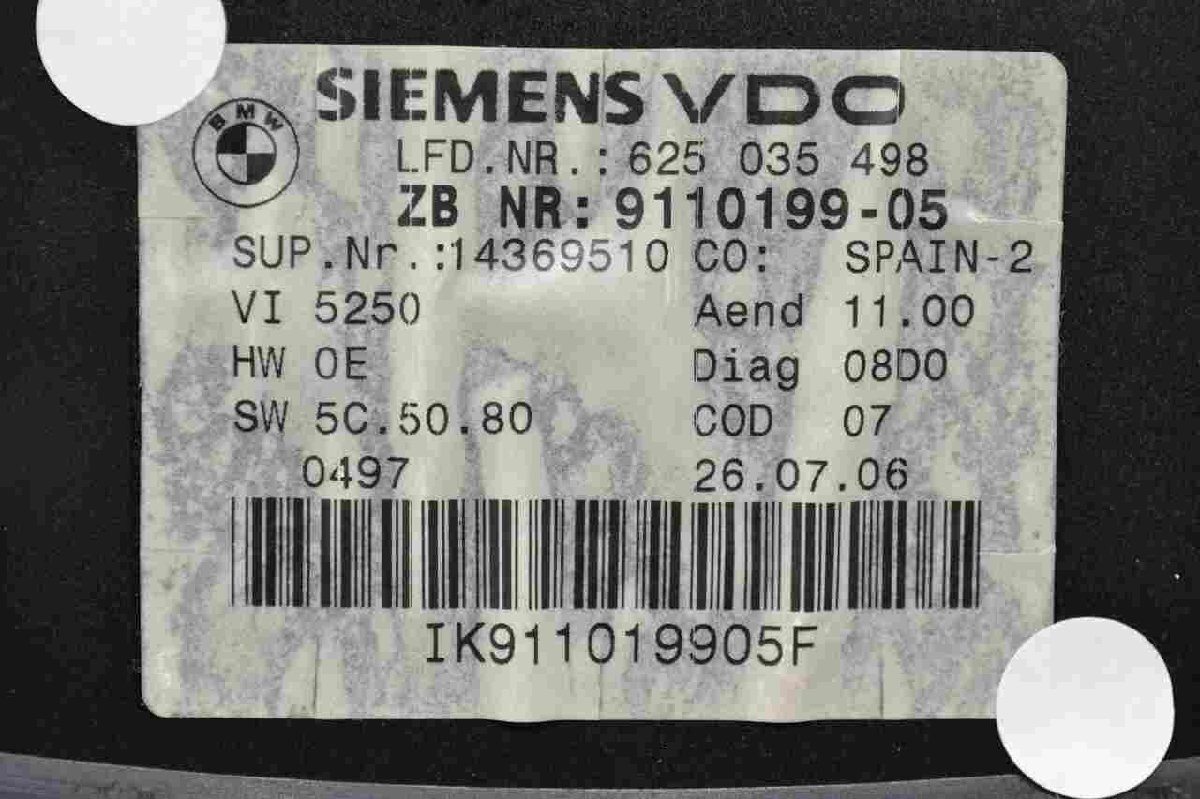 BMW
SIEMENS VDO
LFD.NR.: 625 035 498
ZB NR: 9110199-05
SUP.Nr.:14369510 CO: SPAIN-2
VI 5250 Aend 11.00
HW 0E Diag 08D0
SW 5C.50.80 COD 07
0497 26.07.06
IK911019905F